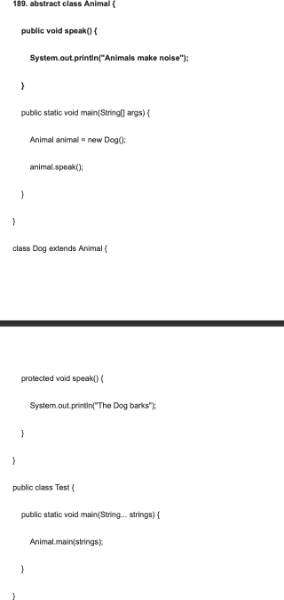 189. abstract class Animal {
public void speak() {
System.out.println("Animals make noise");
}
public static void main(String[] args) {
Animal animal = new Dog();
animal.speak();
}
}
class Dog extends Animal {
protected void speak() {
System.out.println("The Dog barks");
}
}
public class Test {
public static void main(String... strings) {
Animal.main(strings);
}
}